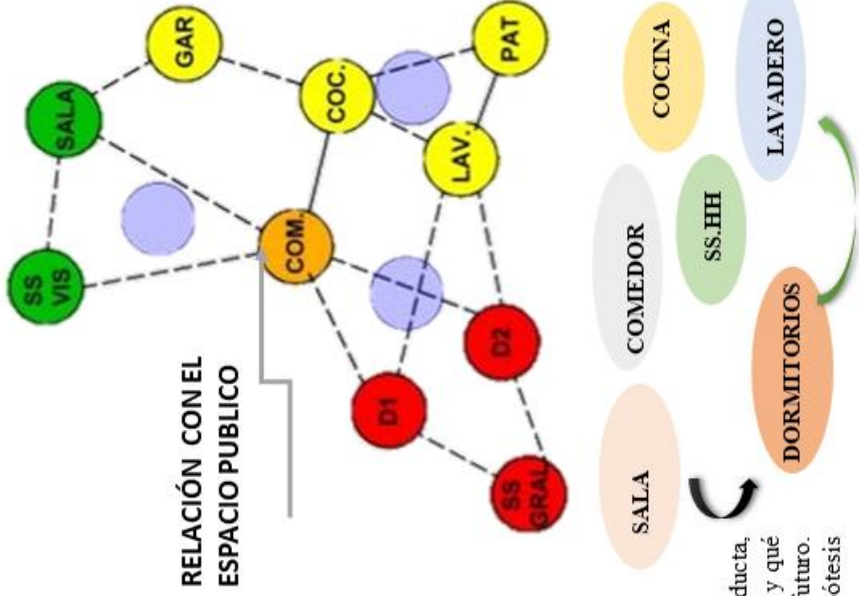 SS
VIS
SALA
GAR
RELACIÓN CON EL
ESPACIO PUBLICO
COM.
COC.
D1
LAV.
PAT
D2
SS
GRAL.
SALA
COMEDOR
COCINA
SS.HH
DORMITORIOS
LAVADERO
ducta,
y qué
futuro.
ótesis